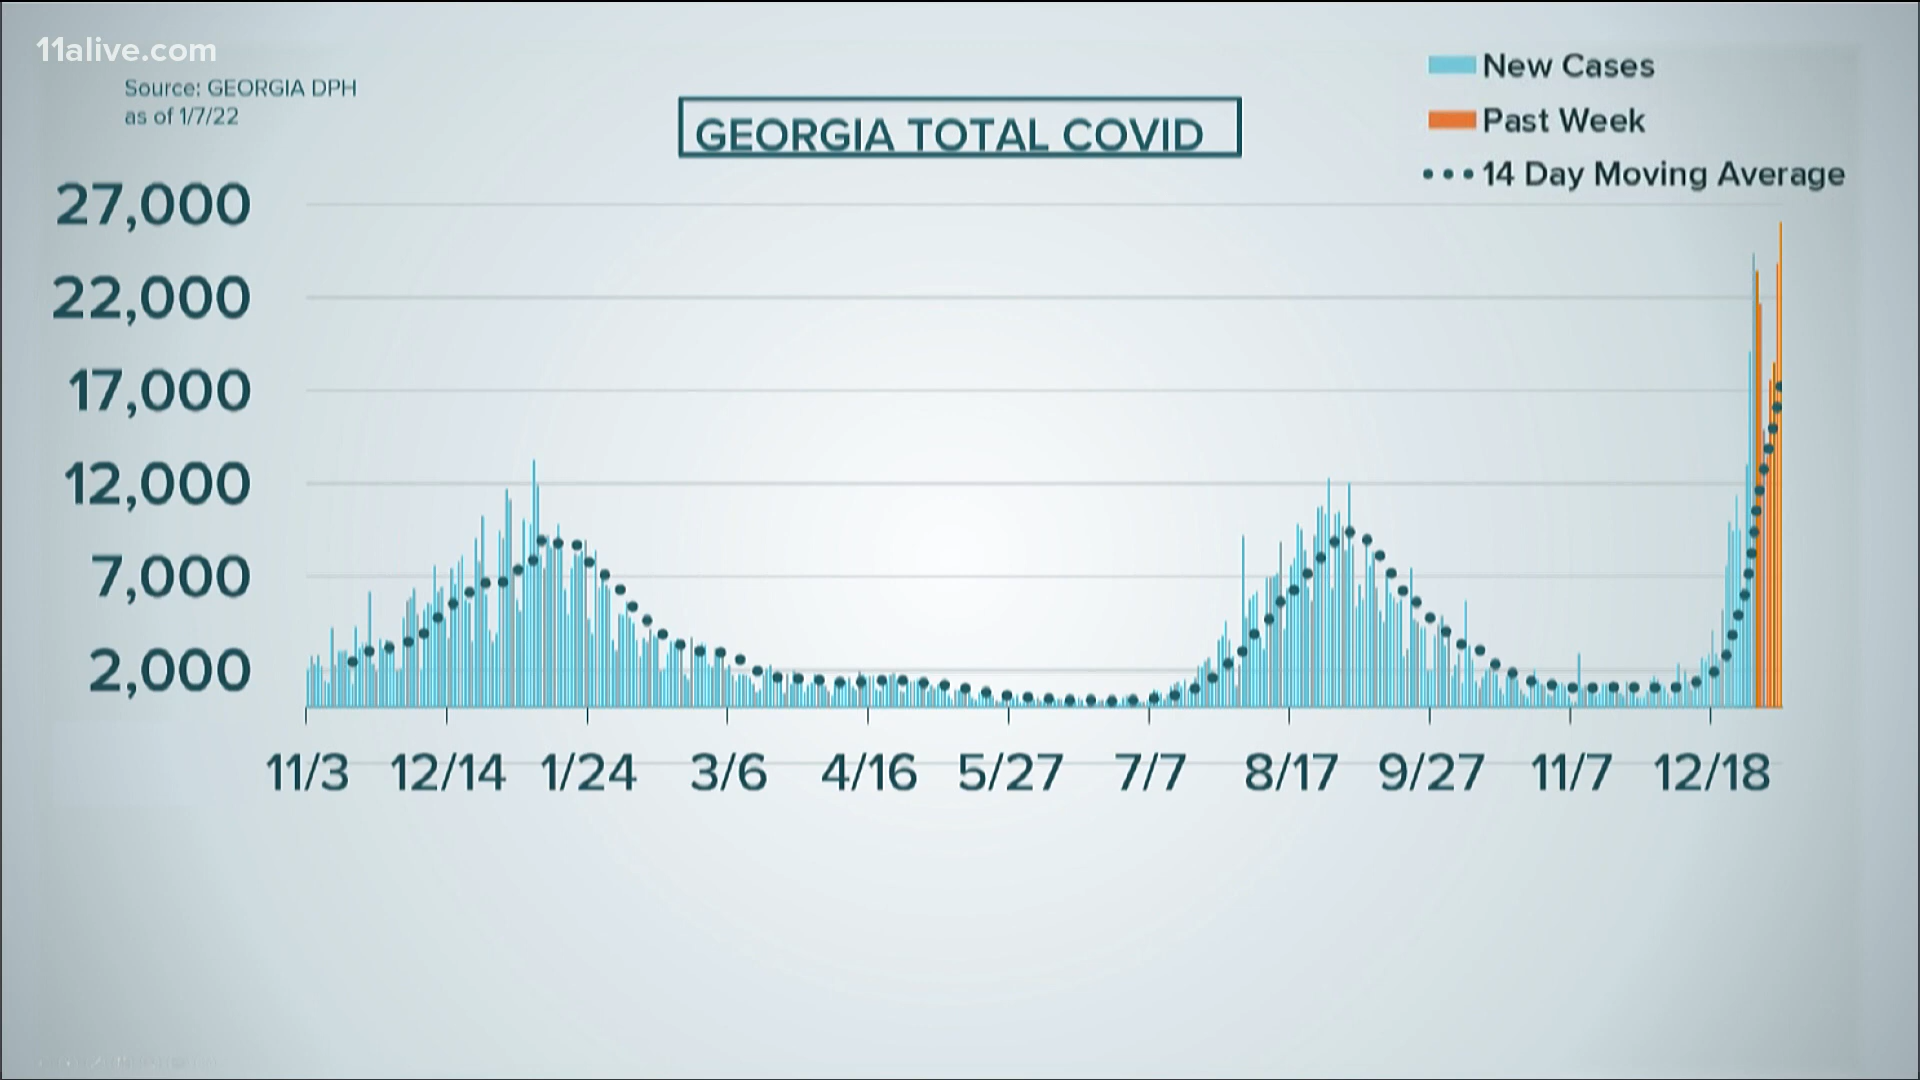 11alive.com
Source: GEORGIA DPH
as of 1/7/22
GEORGIA TOTAL COVID
New Cases
Past Week
14 Day Moving Average
27,000
22,000
17,000
12,000
7,000
2,000
11/3 12/14 1/24 3/6 4/16 5/27 7/7 8/17 9/27 11/7 12/18